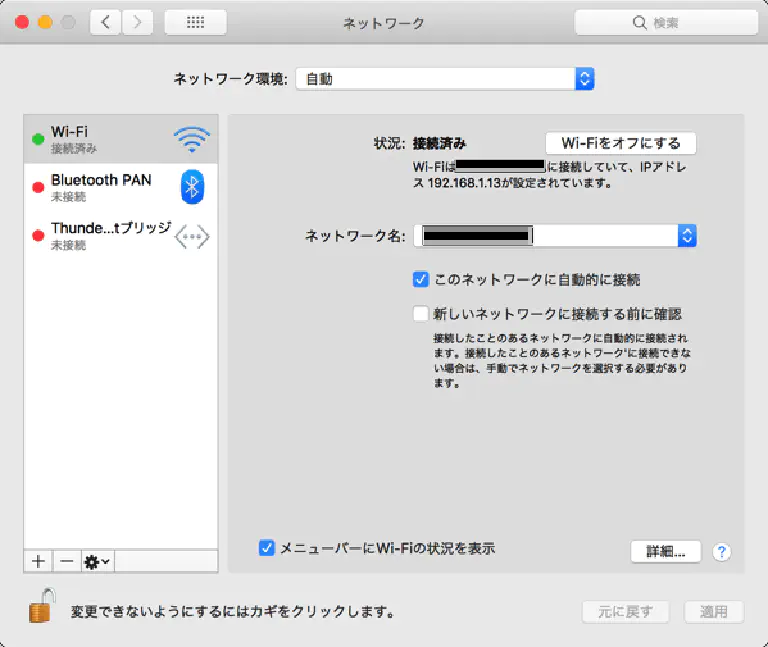 ネットワーク
検索
ネットワーク環境: 自動
Wi-Fi
接続済み
Bluetooth PAN
未接続
Thunde...tブリッジ
未接続
状況: 接続済み
Wi-Fiをオフにする
Wi-Fiは
に接続していて、IPアドレ
ス 192.168.1.13が設定されています。
ネットワーク名:
このネットワークに自動的に接続
新しいネットワークに接続する前に確認
接続したことのあるネットワークに自動的に接続され
ます。接続したことのあるネットワークに接続できな
い場合は、手動でネットワークを選択する必要があり
ます。
メニューバーにWi-Fiの状況を表示
詳細...
?
変更できないようにするにはカギをクリックします。
元に戻す
適用